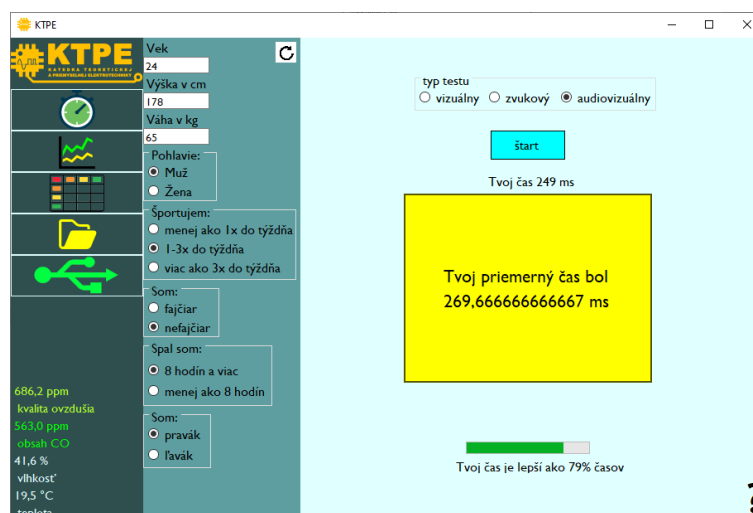 KTPE
KTPE
KATEDRA TEORETICKEJ
A PRIEMYSELNEJ ELEKTROTECHNIKY
686,2 ppm
kvalita ovzdušia
563,0 ppm
obsah CO
41,6 %
vlhkosť
19,5 °C
teplota
Vek
24
Výška v cm
178
Váha v kg
65
Pohlavie:
Muž
Žena
Športujem:
menej ako 1x do týždňa
1-3x do týždňa
viac ako 3x do týždňa
Som:
fajčiar
nefajčiar
Spal som:
8 hodín a viac
menej ako 8 hodín
Som:
pravák
ľavák
typ testu
vizuálny zvukový audiovizuálny
štart
Tvoj čas 249 ms
Tvoj priemerný čas bol
269,666666666667 ms
Tvoj čas je lepší ako 79% časov